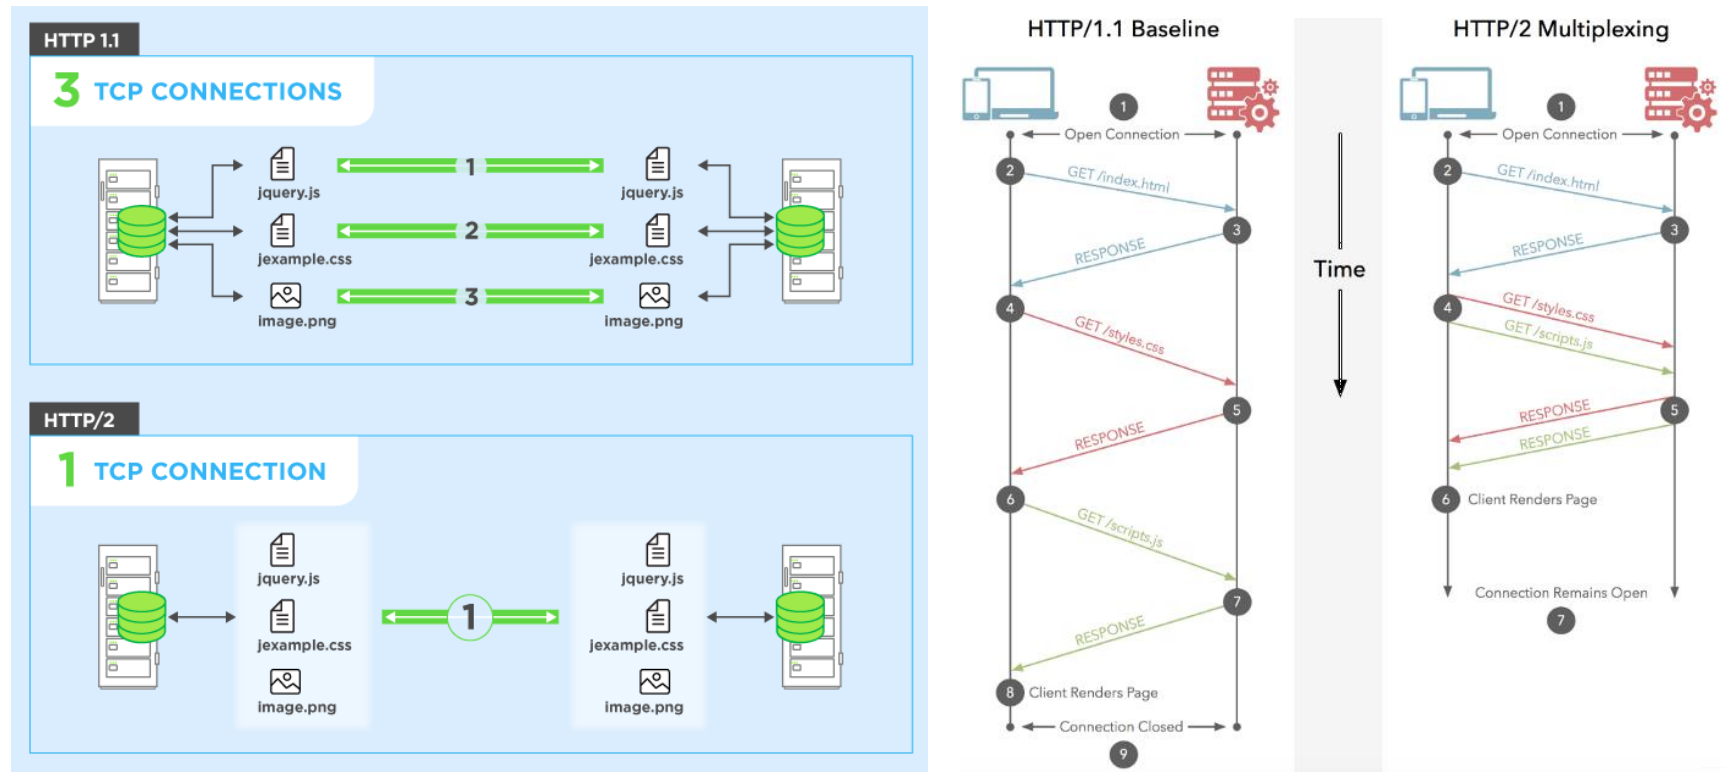 HTTP 1.1
3 TCP CONNECTIONS
jquery.js
1
jquery.js
jexample.css
2
jexample.css
image.png
3
image.png
HTTP/2
1 TCP CONNECTION
jquery.js
jquery.js
jexample.css
1
jexample.css
image.png
image.png
HTTP/1.1 Baseline
1
Open Connection
2
GET /index.html
3
RESPONSE
4
GET /styles.css
5
RESPONSE
6
GET /scripts.js
7
RESPONSE
8 Client Renders Page
Connection Closed
9
Time
HTTP/2 Multiplexing
1
Open Connection
2
GET /index.html
3
RESPONSE
4
GET /styles.css
GET /scripts.js
5
RESPONSE
RESPONSE
6 Client Renders Page
Connection Remains Open
7